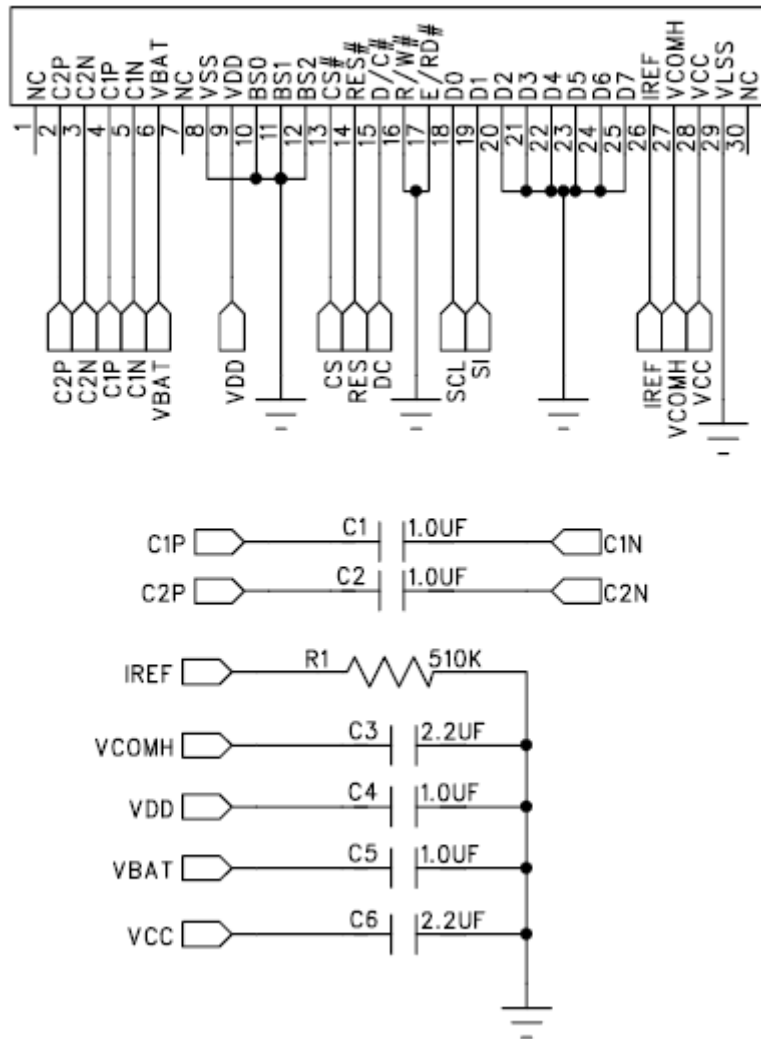 NC C2P C2N C1P C1N VBAT NC VSS VDD BS0 BS1 BS2 CS# RES# D/C# R/W# E/RD# D0 D1 D2 D3 D4 D5 D6 D7 IREF VCOMH VCC VLSS NC
1 2 3 4 5 6 7 8 9 10 11 12 13 14 15 16 17 18 19 20 21 22 23 24 25 26 27 28 29 30
C2P C2N C1P C1N VBAT VDD CS RES DC SCL SI IREF VCOMH VCC
C1P C1 1.0UF C1N
C2P C2 1.0UF C2N
IREF R1 510K
VCOMH C3 2.2UF
VDD C4 1.0UF
VBAT C5 1.0UF
VCC C6 2.2UF